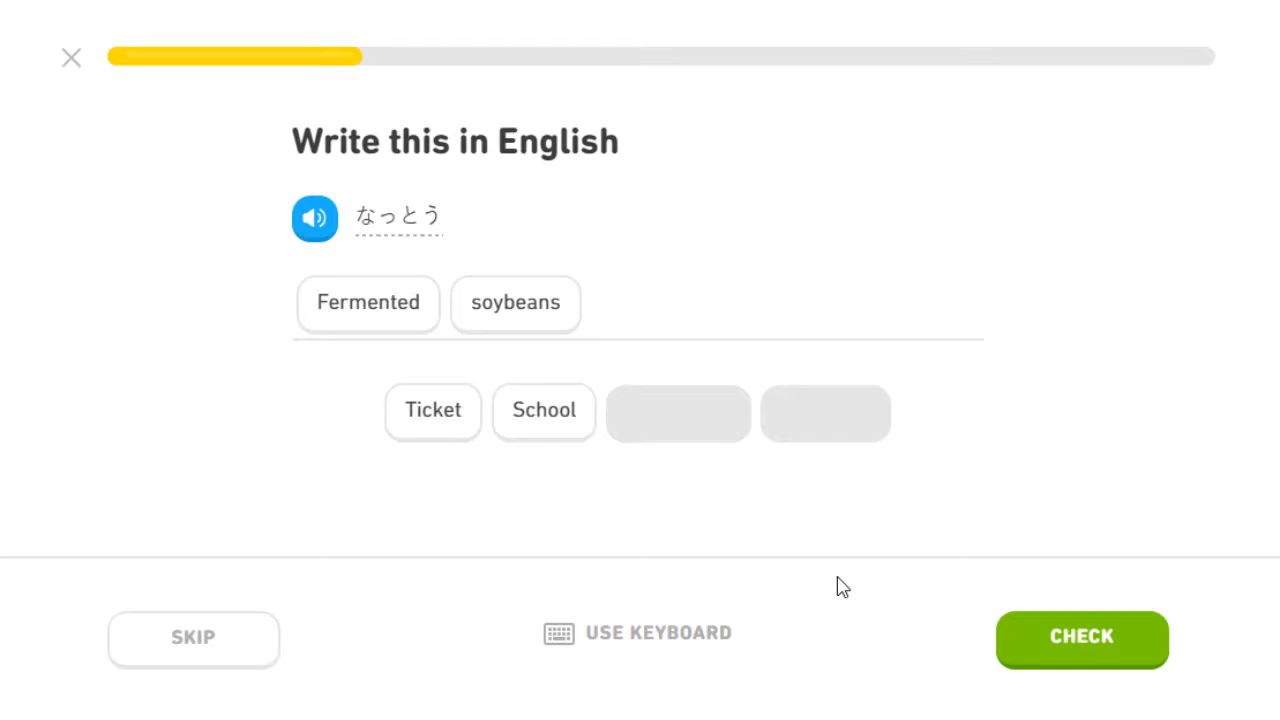 Write this in English
なっとう
Fermented soybeans
Ticket School
SKIP USE KEYBOARD CHECK